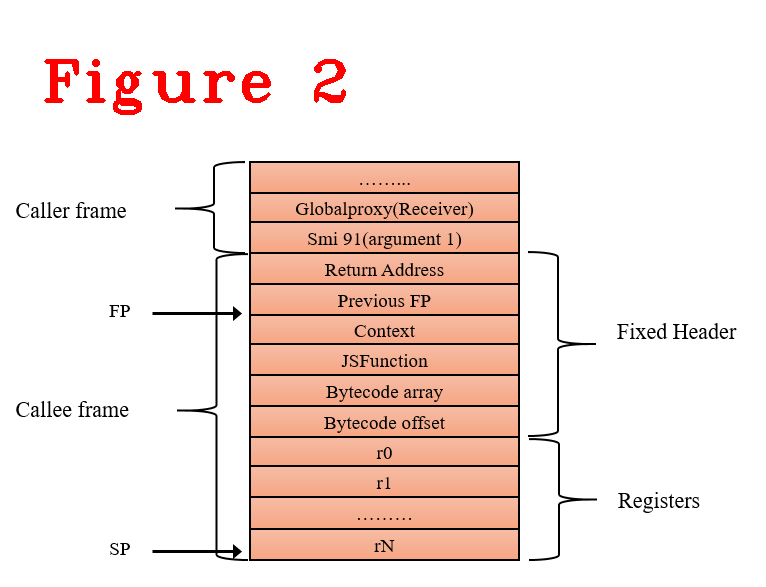 Figure 2
………
Caller frame
Globalproxy(Receiver)
Smi 91(argument 1)
Return Address
Previous FP
FP
Context
Fixed Header
JSFunction
Bytecode array
Callee frame
Bytecode offset
r0
r1
Registers
………
rN
SP